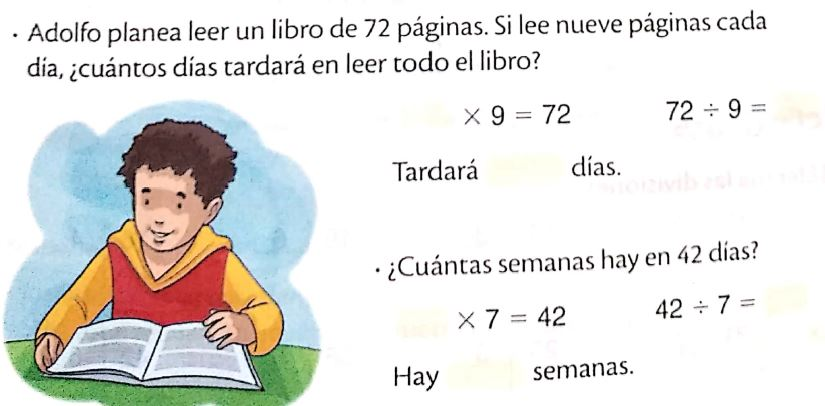 • Adolfo planea leer un libro de 72 páginas. Si lee nueve páginas cada
día, ¿cuántos días tardará en leer todo el libro?
× 9 = 72 72 ÷ 9 =
Tardará días.
• ¿Cuántas semanas hay en 42 días?
× 7 = 42 42 ÷ 7 =
Hay semanas.